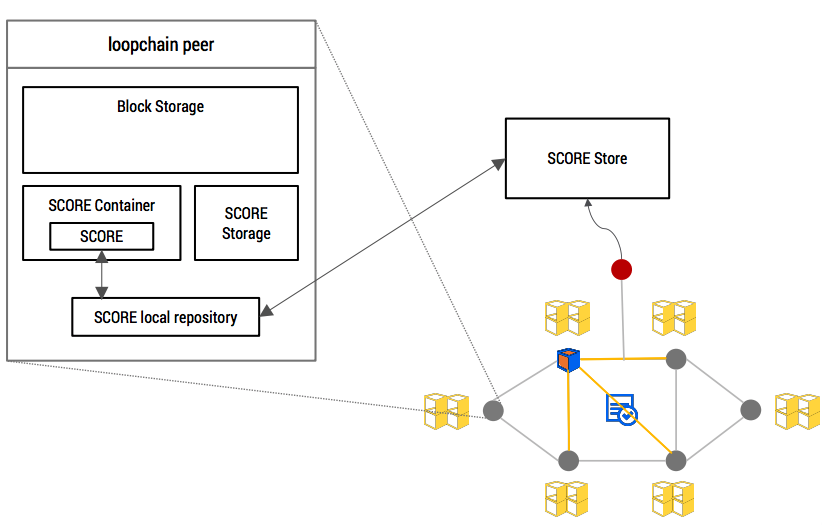 loopchain peer
Block Storage
SCORE Container
SCORE
SCORE
Storage
SCORE local repository
SCORE Store